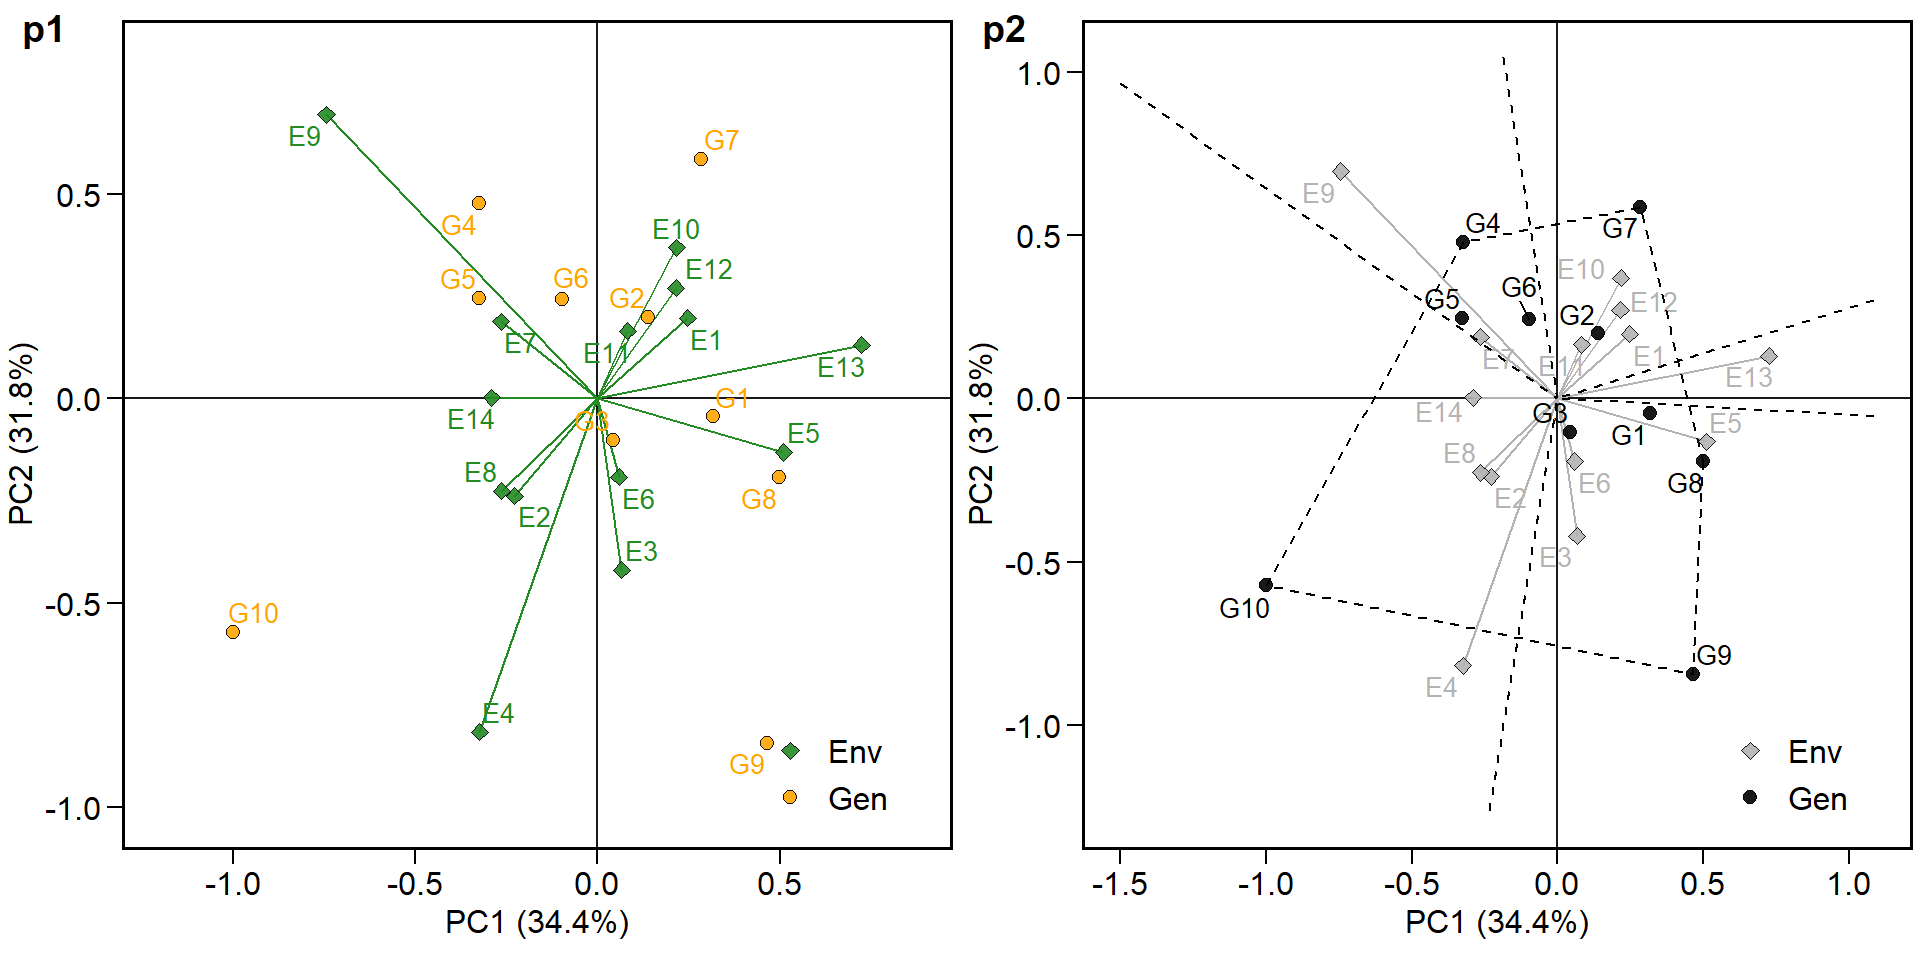 p1
E9
G7
0.5
G4
E10
E12
G5
G6
G2
E7
E11
E1
E13
0.0
G1
E14
G3
E5
E8
G8
E6
E2
E3
-0.5
G10
E4
G9
Env
Gen
-1.0
-1.0
-0.5
0.0
0.5
PC1 (34.4%)
PC2 (31.8%)
p2
1.0
E9
0.5
G4
G7
E10
G6
G5
E12
G2
E7
E11
E1
E13
0.0
E14
G3
G1
E5
E8
G8
E6
E2
E3
-0.5
G10
G9
E4
-1.0
Env
Gen
-1.5
-1.0
-0.5
0.0
0.5
1.0
PC1 (34.4%)
PC2 (31.8%)